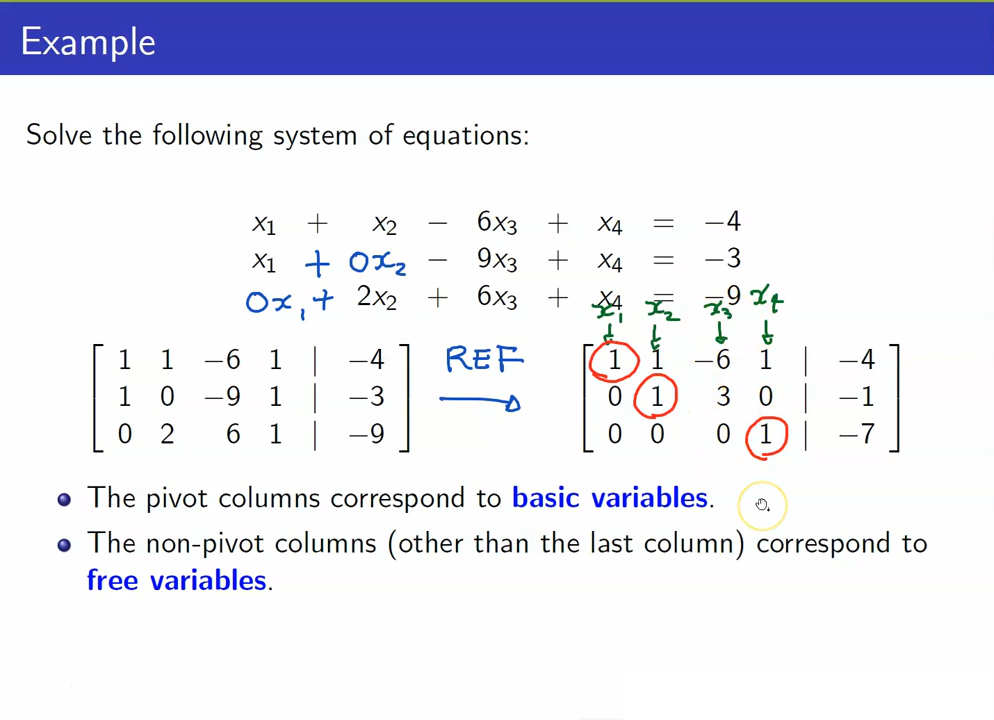 Example
Solve the following system of equations:
x₁ + x₂ − 6x₃ + x₄ = −4
x₁ + 0x₂ − 9x₃ + x₄ = −3
0x₁ + 2x₂ + 6x₃ + x₄ = −9
x₁ x₂ x₃ x₄
1 1 −6 1 | −4 REF 1 1 −6 1 | −4
1 0 −9 1 | −3 0 1 3 0 | −1
0 2 6 1 | −9 0 0 0 1 | −7
The pivot columns correspond to basic variables.
The non-pivot columns (other than the last column) correspond to
free variables.